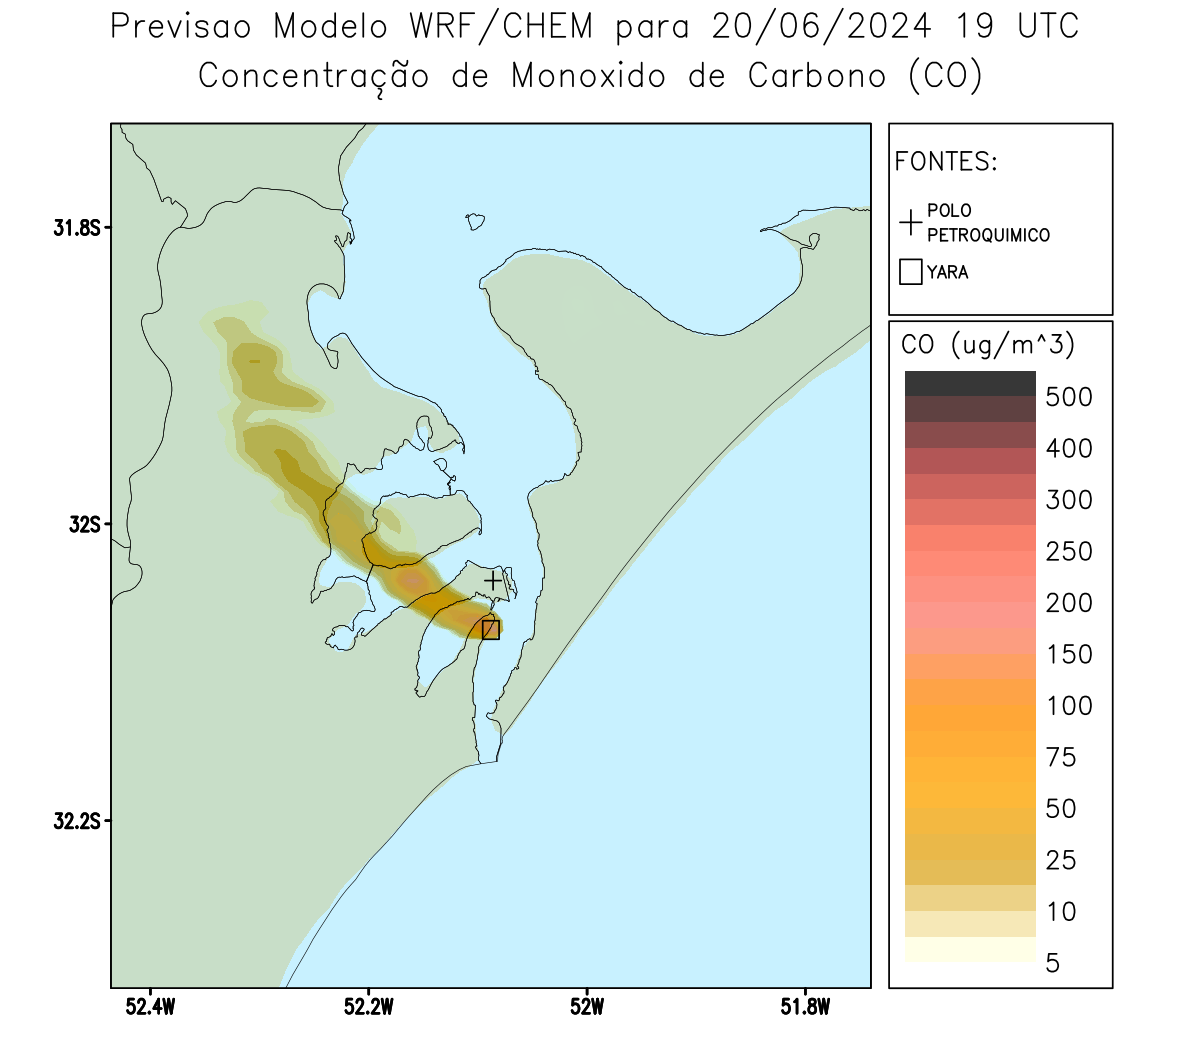 Previsao Modelo WRF/CHEM para 20/06/2024 19 UTC
Concentração de Monoxido de Carbono (CO)
FONTES:
POLO
PETROQUIMICO
YARA
CO (ug/m^3)
500
400
300
250
200
150
100
75
50
25
10
5
31.8S
32S
32.2S
52.4W
52.2W
52W
51.8W